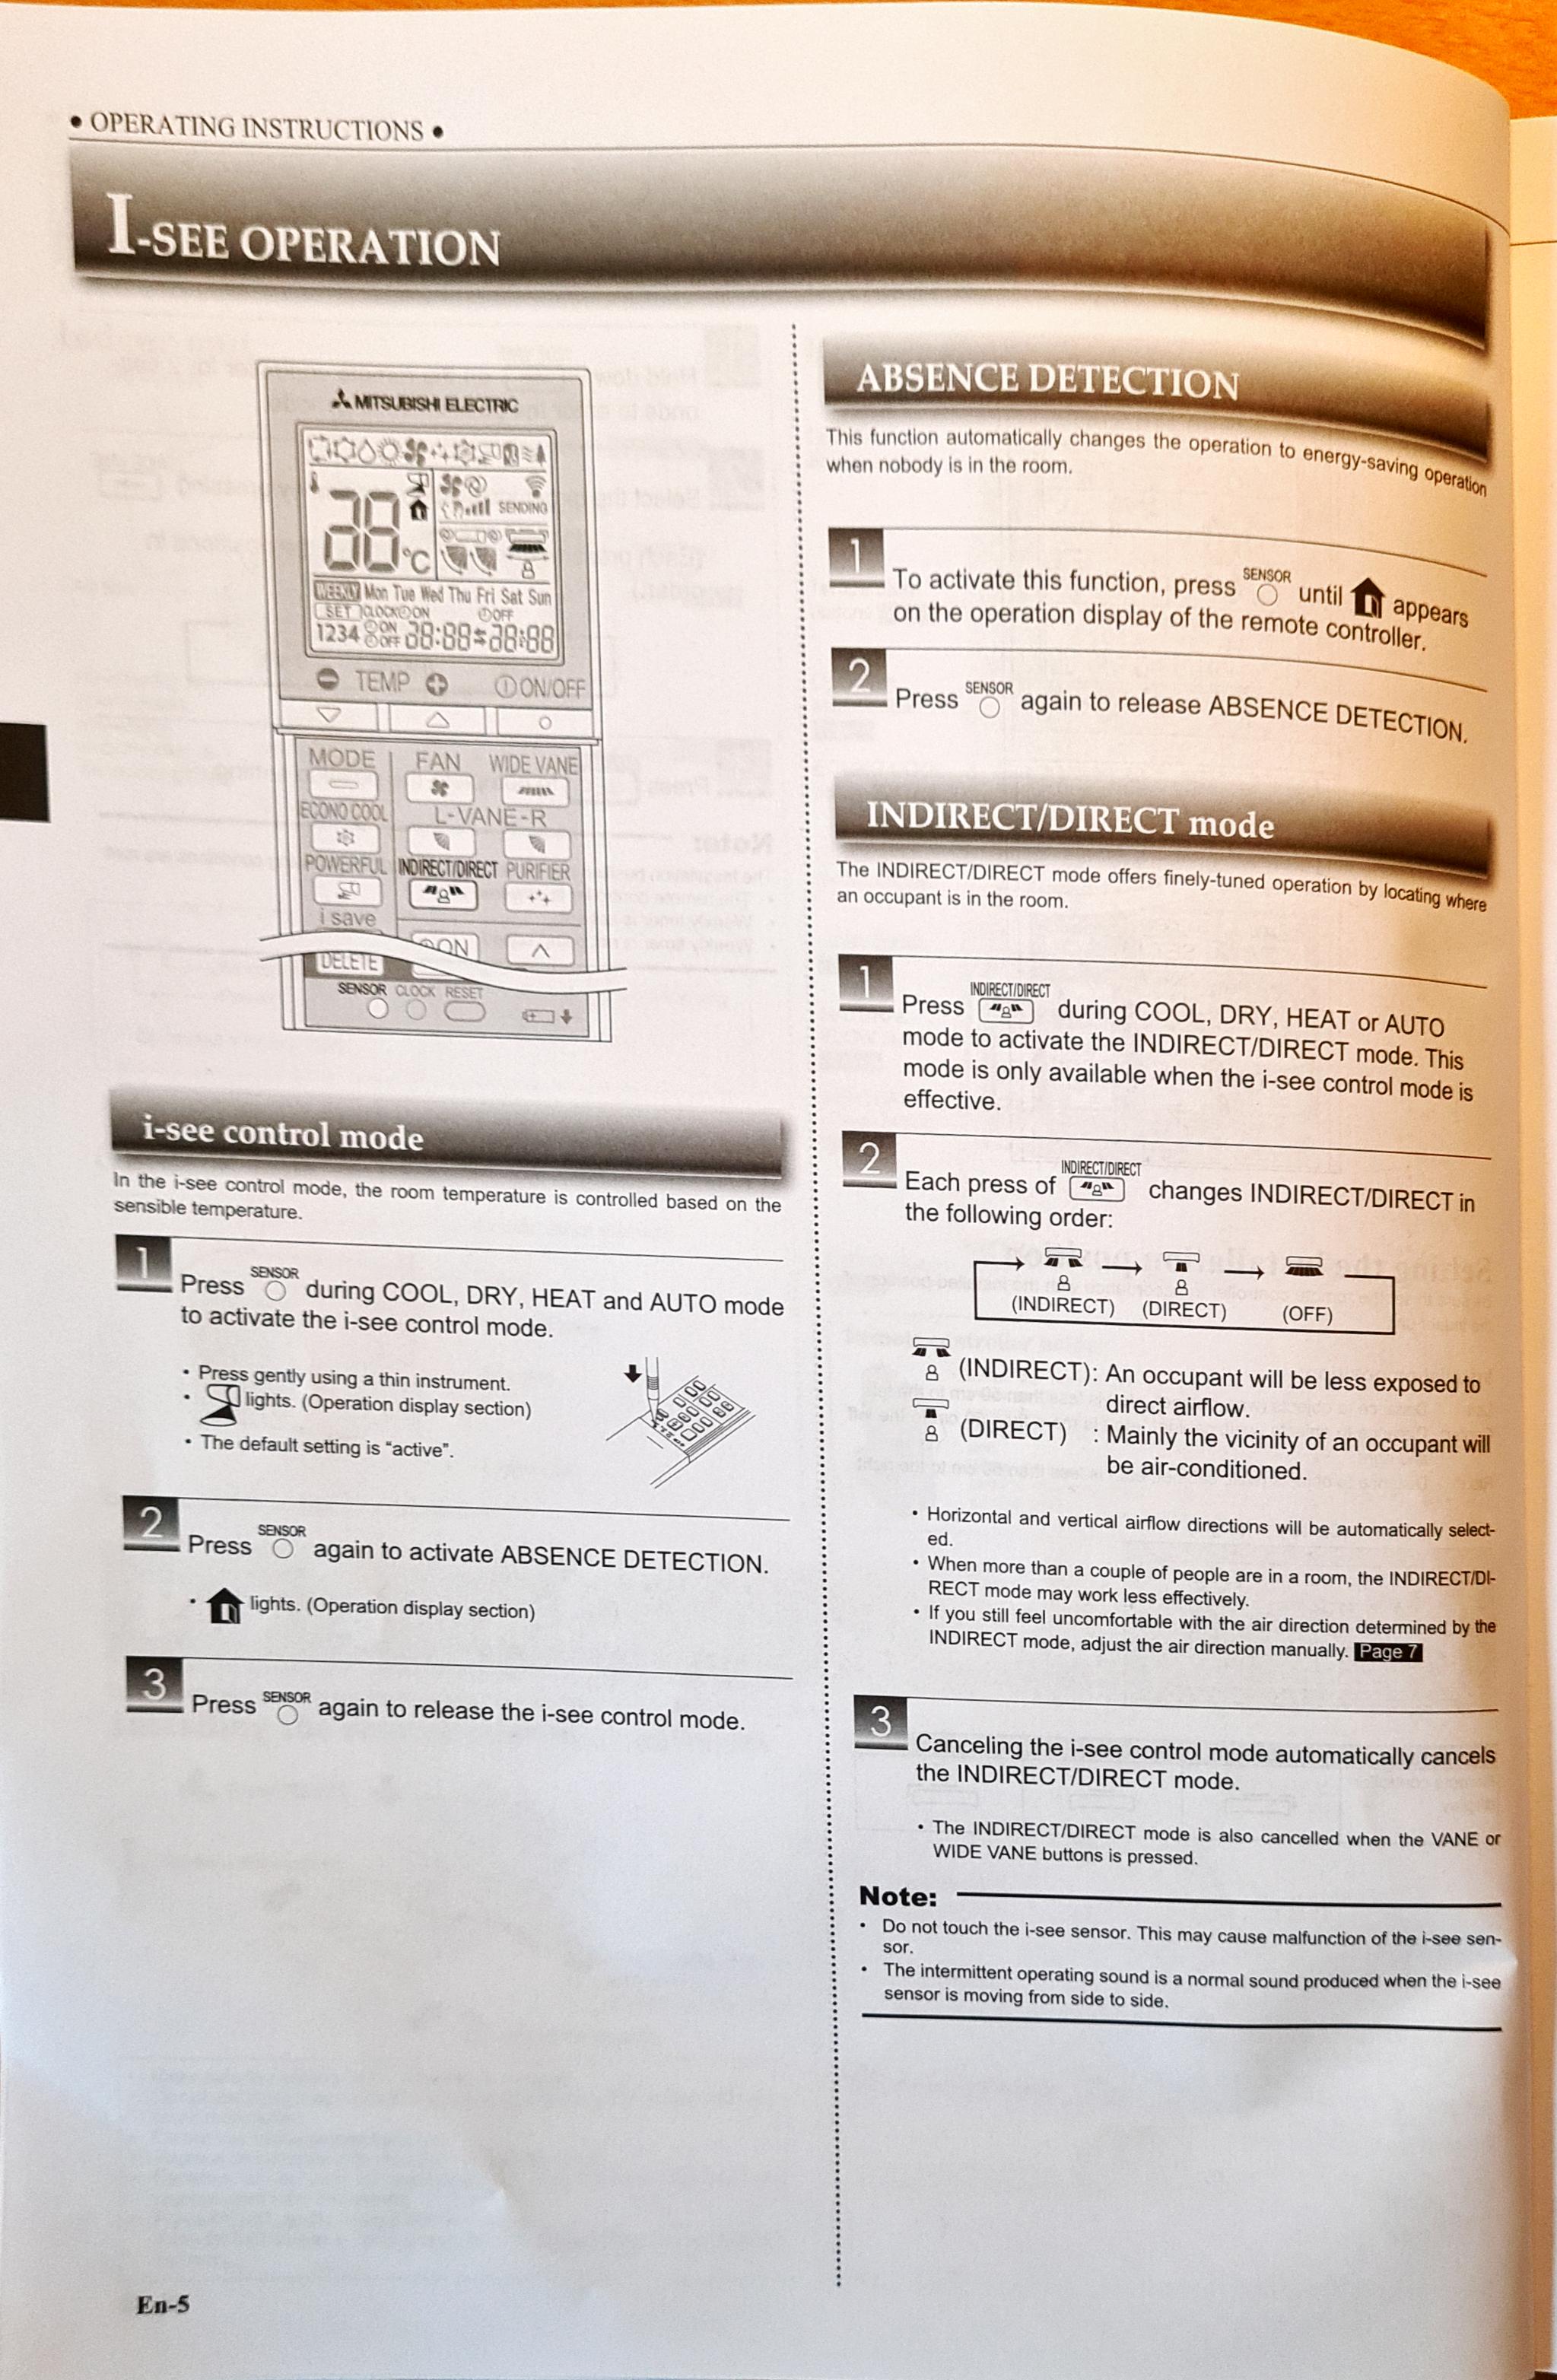 • OPERATING INSTRUCTIONS •
I-SEE OPERATION
MITSUBISHI ELECTRIC
SENDING
88°C
WEEKLY Mon Tue Wed Thu Fri Sat Sun
SET CLOCK ON OFF
1234 ON OFF 88:88 88:88
TEMP ON/OFF
MODE FAN WIDE VANE
ECONO COOL L-VANE-R
POWERFUL INDIRECT/DIRECT PURIFIER
i save
ON
DELETE
SENSOR CLOCK RESET
i-see control mode
In the i-see control mode, the room temperature is controlled based on the
sensible temperature.
1
Press SENSOR during COOL, DRY, HEAT and AUTO mode
to activate the i-see control mode.
• Press gently using a thin instrument.
• lights. (Operation display section)
• The default setting is “active”.
2
Press SENSOR again to activate ABSENCE DETECTION.
• lights. (Operation display section)
3
Press SENSOR again to release the i-see control mode.
ABSENCE DETECTION
This function automatically changes the operation to energy-saving operation
when nobody is in the room.
1
To activate this function, press SENSOR until appears
on the operation display of the remote controller.
2
Press SENSOR again to release ABSENCE DETECTION.
INDIRECT/DIRECT mode
The INDIRECT/DIRECT mode offers finely-tuned operation by locating where
an occupant is in the room.
1
Press INDIRECT/DIRECT during COOL, DRY, HEAT or AUTO
mode to activate the INDIRECT/DIRECT mode. This
mode is only available when the i-see control mode is
effective.
2
Each press of INDIRECT/DIRECT changes INDIRECT/DIRECT in
the following order:
(INDIRECT) (DIRECT) (OFF)
(INDIRECT): An occupant will be less exposed to
direct airflow.
(DIRECT) : Mainly the vicinity of an occupant will
be air-conditioned.
• Horizontal and vertical airflow directions will be automatically select-
ed.
• When more than a couple of people are in a room, the INDIRECT/DI-
RECT mode may work less effectively.
• If you still feel uncomfortable with the air direction determined by the
INDIRECT mode, adjust the air direction manually. Page 7
3
Canceling the i-see control mode automatically cancels
the INDIRECT/DIRECT mode.
• The INDIRECT/DIRECT mode is also cancelled when the VANE or
WIDE VANE buttons is pressed.
Note:
• Do not touch the i-see sensor. This may cause malfunction of the i-see sen-
sor.
• The intermittent operating sound is a normal sound produced when the i-see
sensor is moving from side to side.
En-5